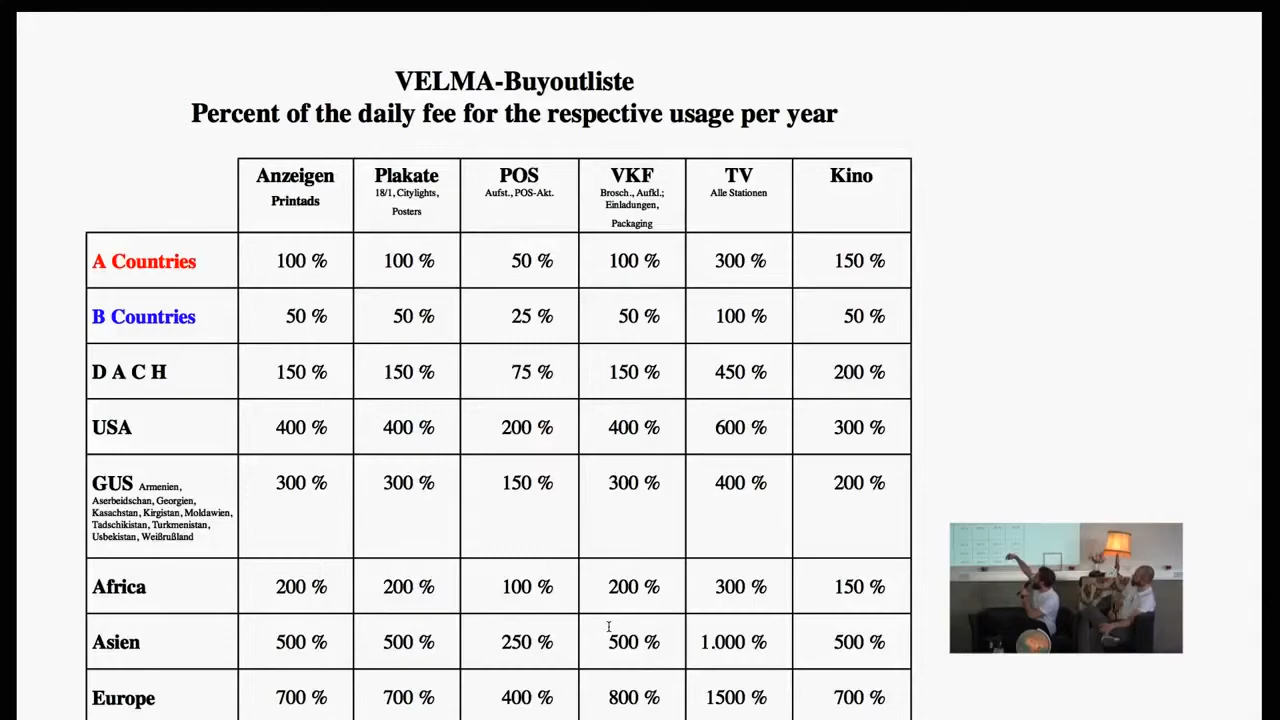 VELMA-Buyoutliste
Percent of the daily fee for the respective usage per year
Anzeigen Plakate POS VKF TV Kino
Printads 18/1, Citylights, Aufst., POS-Akt. Brosch., Aufkl.; Alle Stationen
Posters Einladungen,
Packaging
A Countries 100 % 100 % 50 % 100 % 300 % 150 %
B Countries 50 % 50 % 25 % 50 % 100 % 50 %
D A C H 150 % 150 % 75 % 150 % 450 % 200 %
USA 400 % 400 % 200 % 400 % 600 % 300 %
GUS Armenien, 300 % 300 % 150 % 300 % 400 % 200 %
Aserbeidschan, Georgien,
Kasachstan, Kirgistan, Moldawien,
Tadschikistan, Turkmenistan,
Usbekistan, Weißrußland
Africa 200 % 200 % 100 % 200 % 300 % 150 %
Asien 500 % 500 % 250 % 500 % 1.000 % 500 %
Europe 700 % 700 % 400 % 800 % 1500 % 700 %